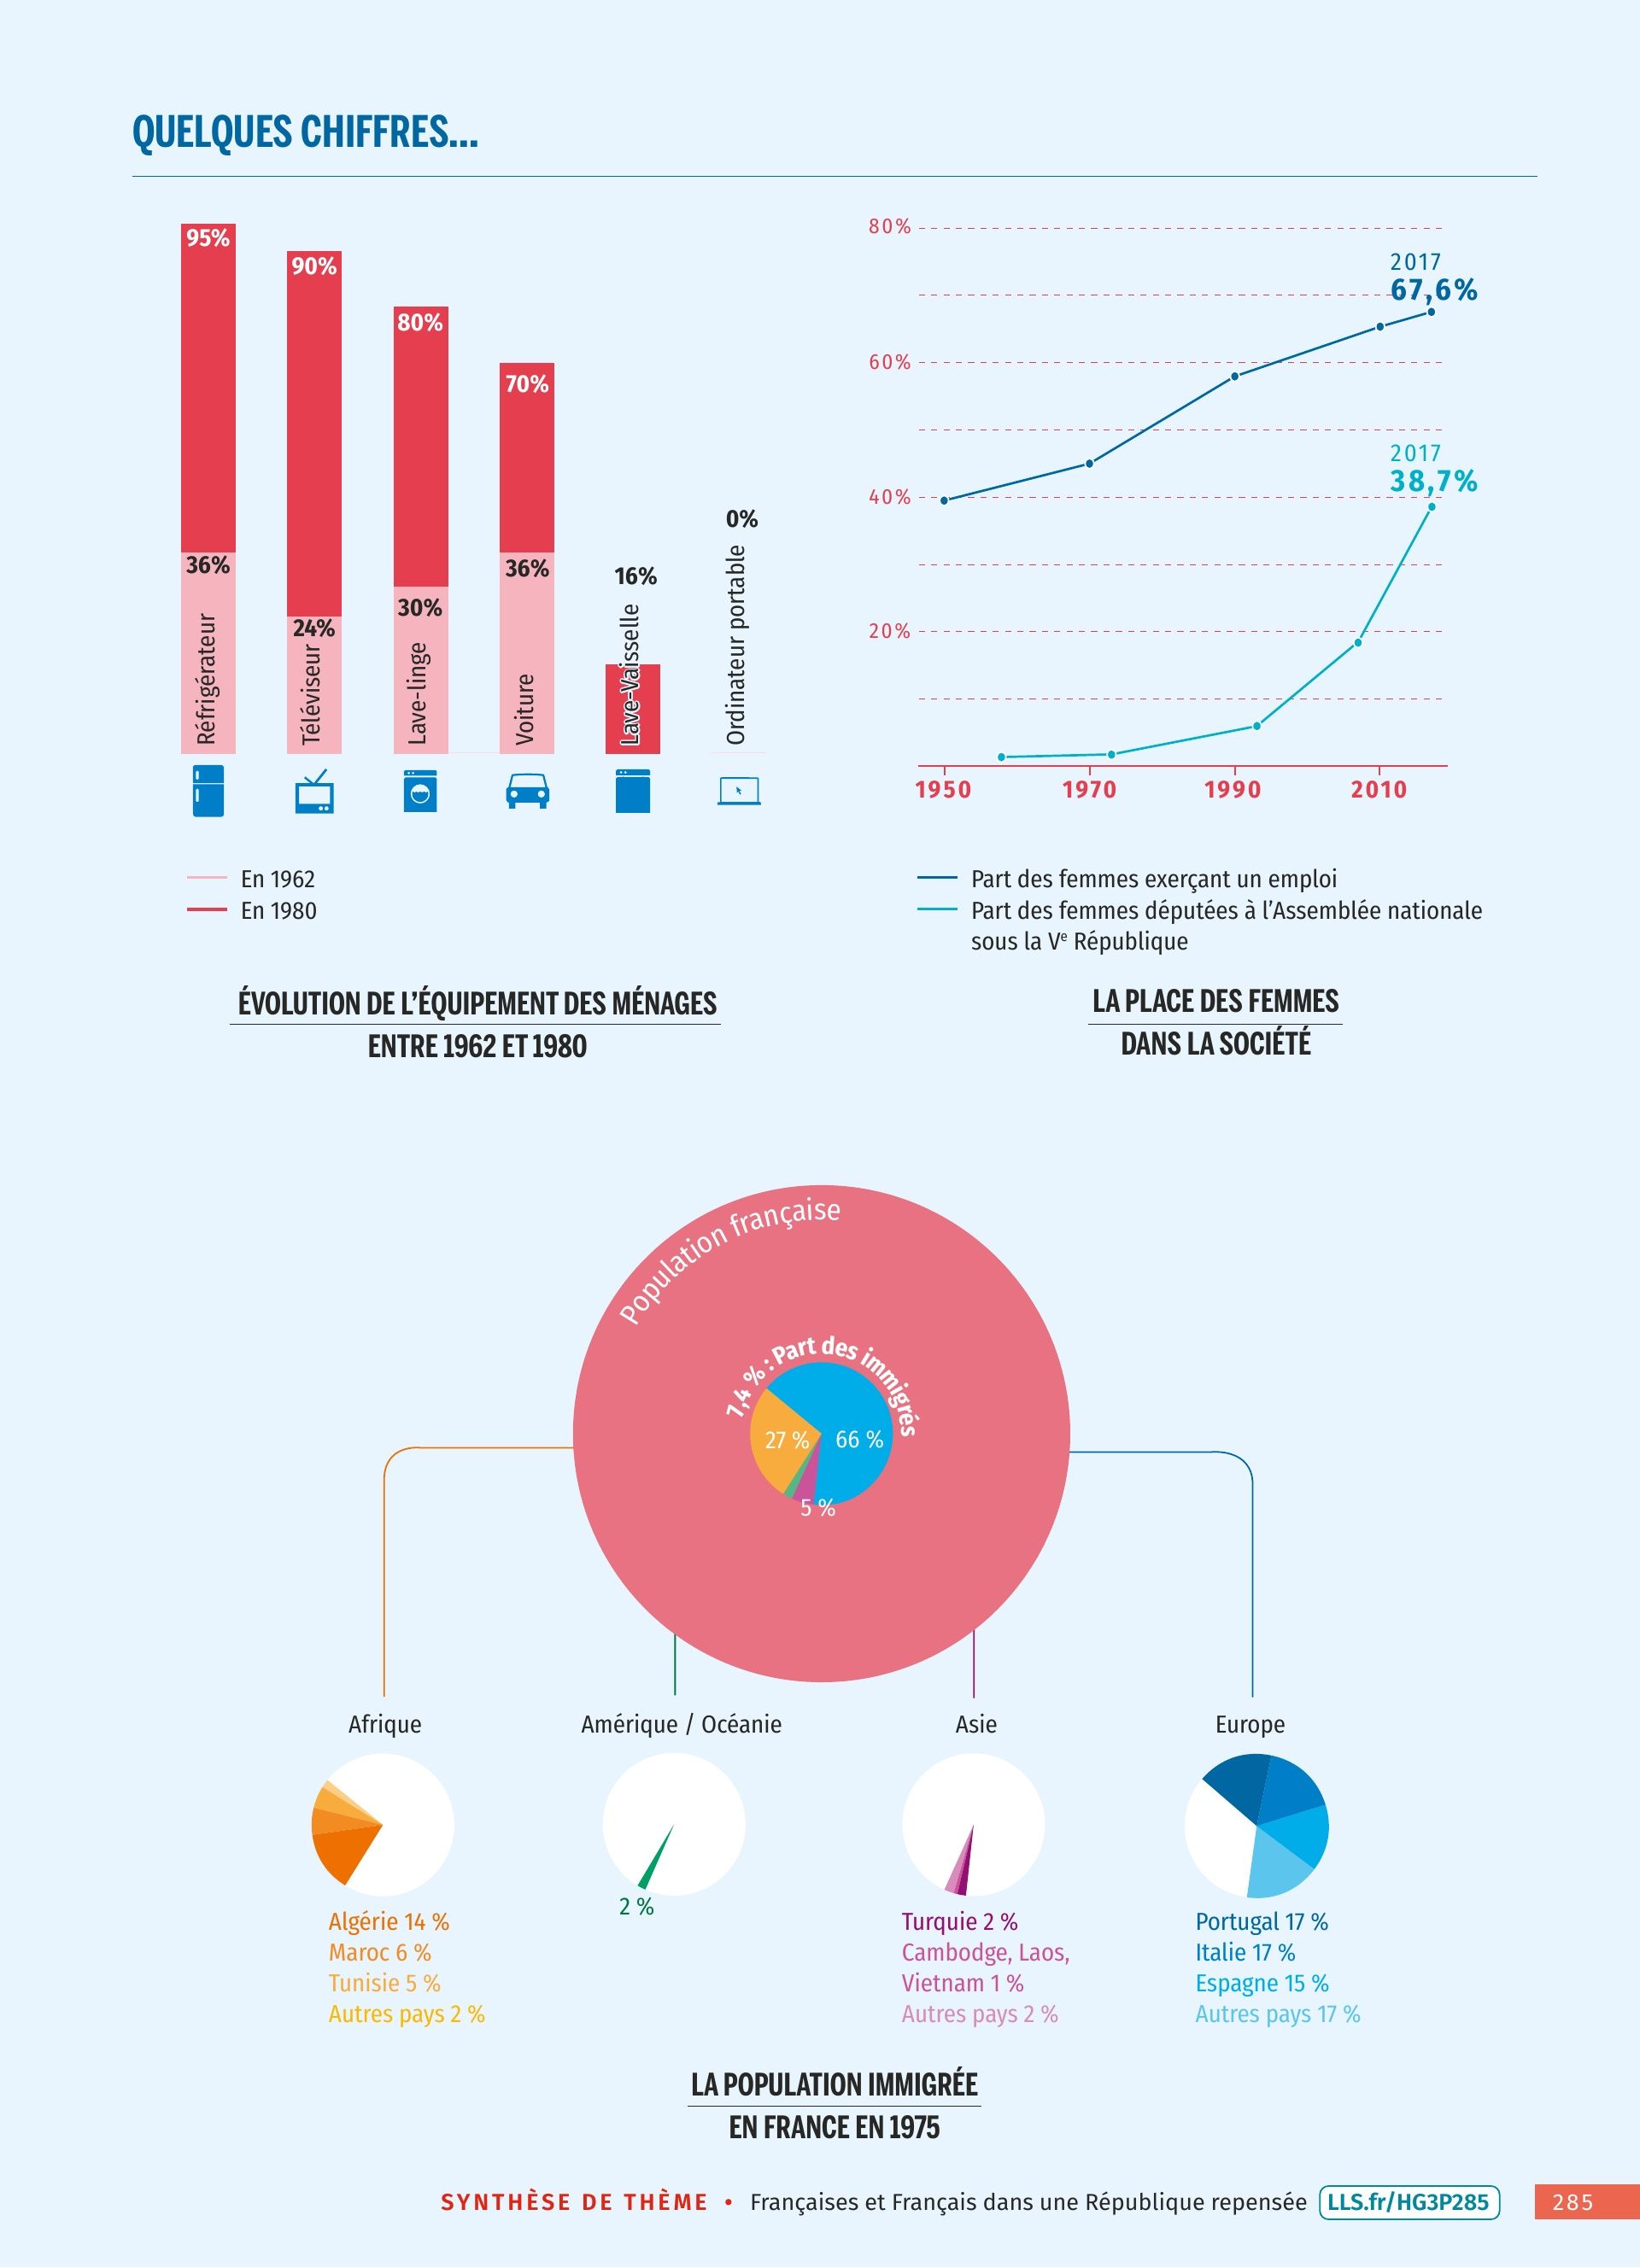 QUELQUES CHIFFRES...
95%
90%
80%
70%
36%
24%
30%
36%
16%
0%
Réfrigérateur
Téléviseur
Lave-linge
Voiture
Lave-Vaisselle
Ordinateur portable
En 1962
En 1980
ÉVOLUTION DE L'ÉQUIPEMENT DES MÉNAGES
ENTRE 1962 ET 1980
80%
60%
40%
20%
2017
67,6%
2017
38,7%
1950 1970 1990 2010
Part des femmes exerçant un emploi
Part des femmes députées à l'Assemblée nationale
sous la Ve République
LA PLACE DES FEMMES
DANS LA SOCIÉTÉ
Population française
7,4 % : Part des immigrés
27 %
66 %
5 %
Afrique
Amérique / Océanie
Asie
Europe
Algérie 14 %
Maroc 6 %
Tunisie 5 %
Autres pays 2 %
2 %
Turquie 2 %
Cambodge, Laos,
Vietnam 1 %
Autres pays 2 %
Portugal 17 %
Italie 17 %
Espagne 15 %
Autres pays 17 %
LA POPULATION IMMIGRÉE
EN FRANCE EN 1975
SYNTHÈSE DE THÈME • Françaises et Français dans une République repensée LLS.fr/HG3P285 285